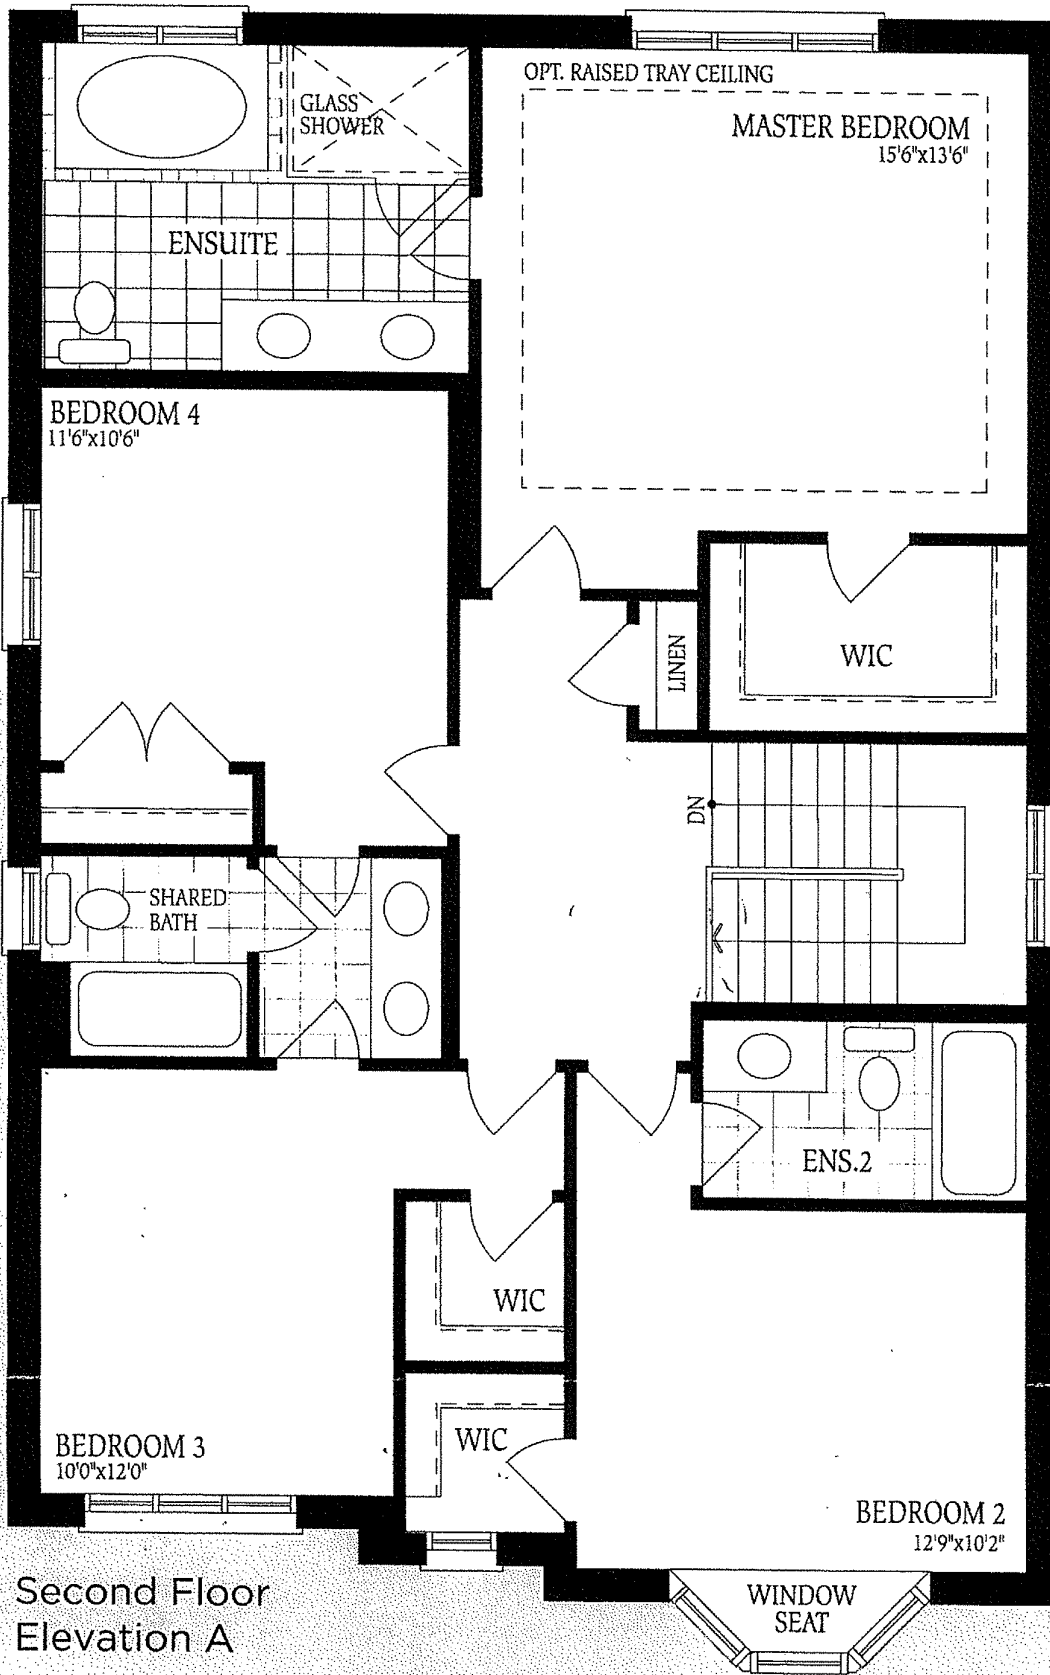 OPT. RAISED TRAY CEILING
GLASS
SHOWER
MASTER BEDROOM
15'6"x13'6"
ENSUITE
BEDROOM 4
11'6"x10'6"
LINEN
WIC
DN
SHARED
BATH
ENS.2
WIC
WIC
BEDROOM 3
10'0"x12'0"
BEDROOM 2
12'9"x10'2"
WINDOW
SEAT
Second Floor
Elevation A